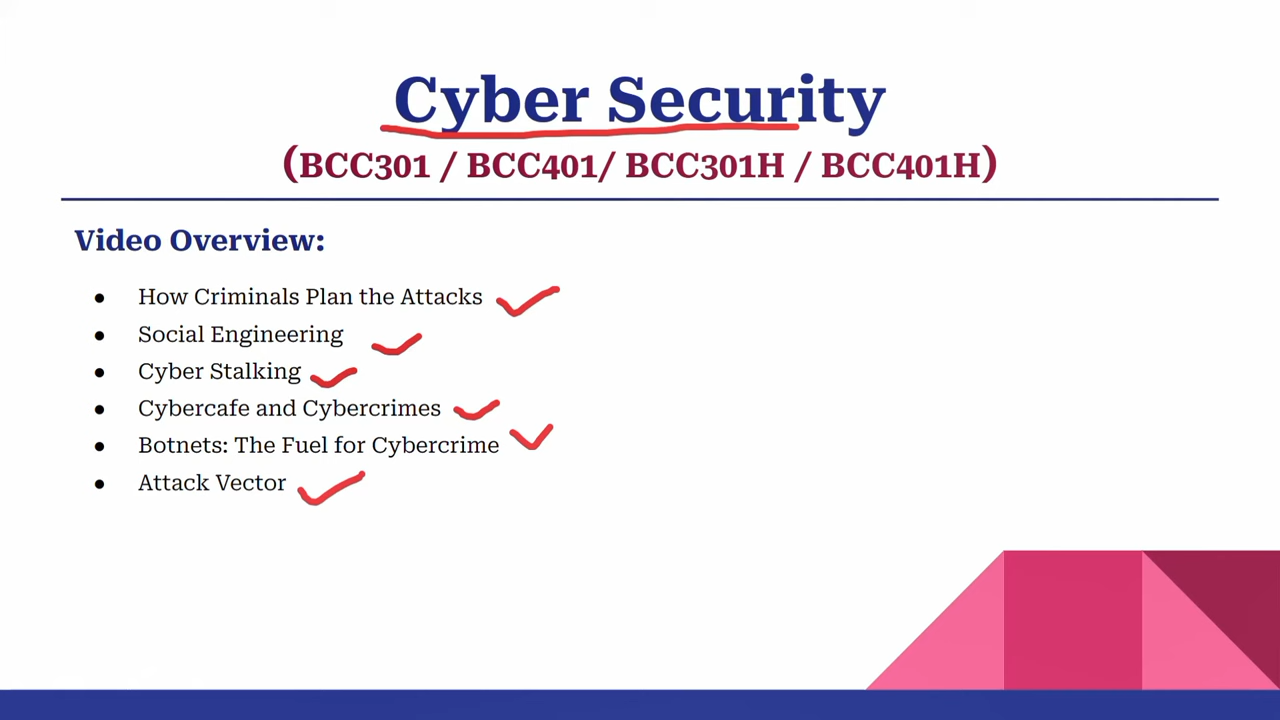 Cyber Security
(BCC301 / BCC401/ BCC301H / BCC401H)
Video Overview:
● How Criminals Plan the Attacks
● Social Engineering
● Cyber Stalking
● Cybercafe and Cybercrimes
● Botnets: The Fuel for Cybercrime
● Attack Vector